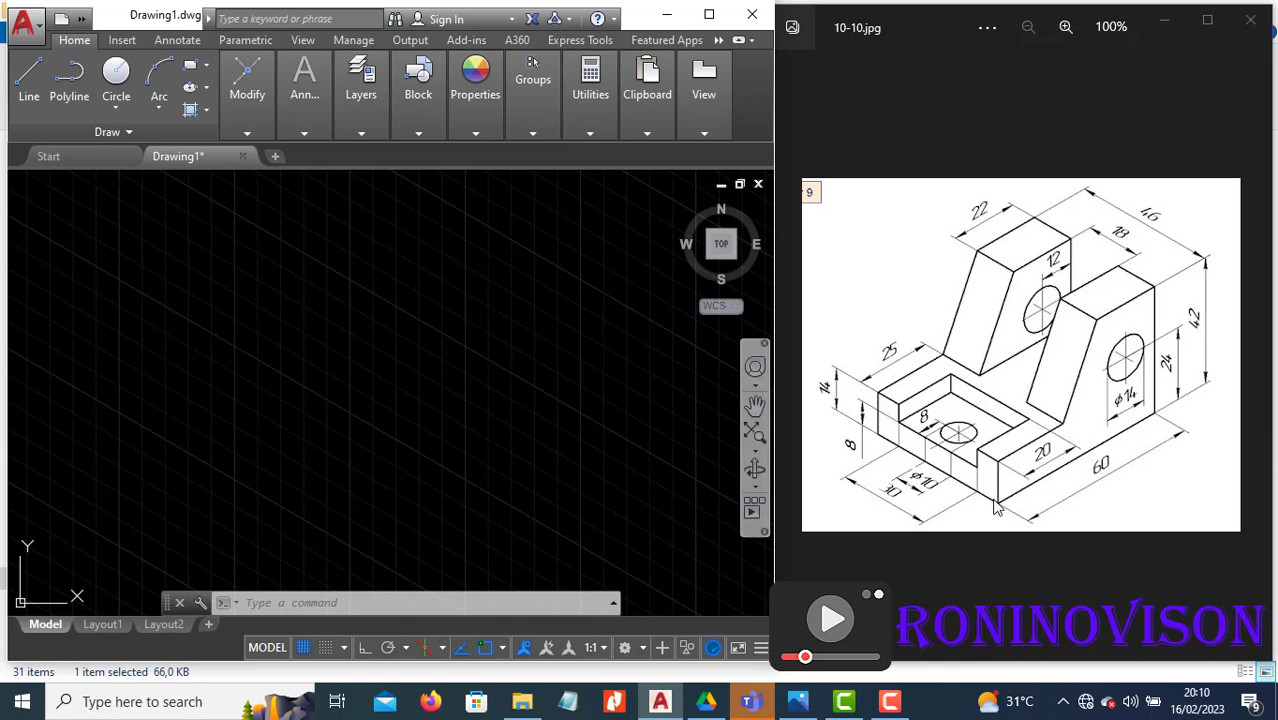 Drawing1.dwg
Type a keyword or phrase
Sign In
?
Home Insert Annotate Parametric View Manage Output Add-ins A360 Express Tools Featured Apps
Line Polyline Circle Arc Modify Ann... Layers Block Properties Groups Utilities Clipboard View
Draw
Start Drawing1*
N
W TOP E
S
WCS
Y
X
Type a command
Model Layout1 Layout2
MODEL 1:1
31 items 1 item selected 66,0 KB
10-10.jpg
100%
9
22
46
18
12
42
25
24
14
ϕ14
8
8
20
60
ϕ10
30
RONINOVISON
Type here to search
31°C
20:10
16/02/2023
9